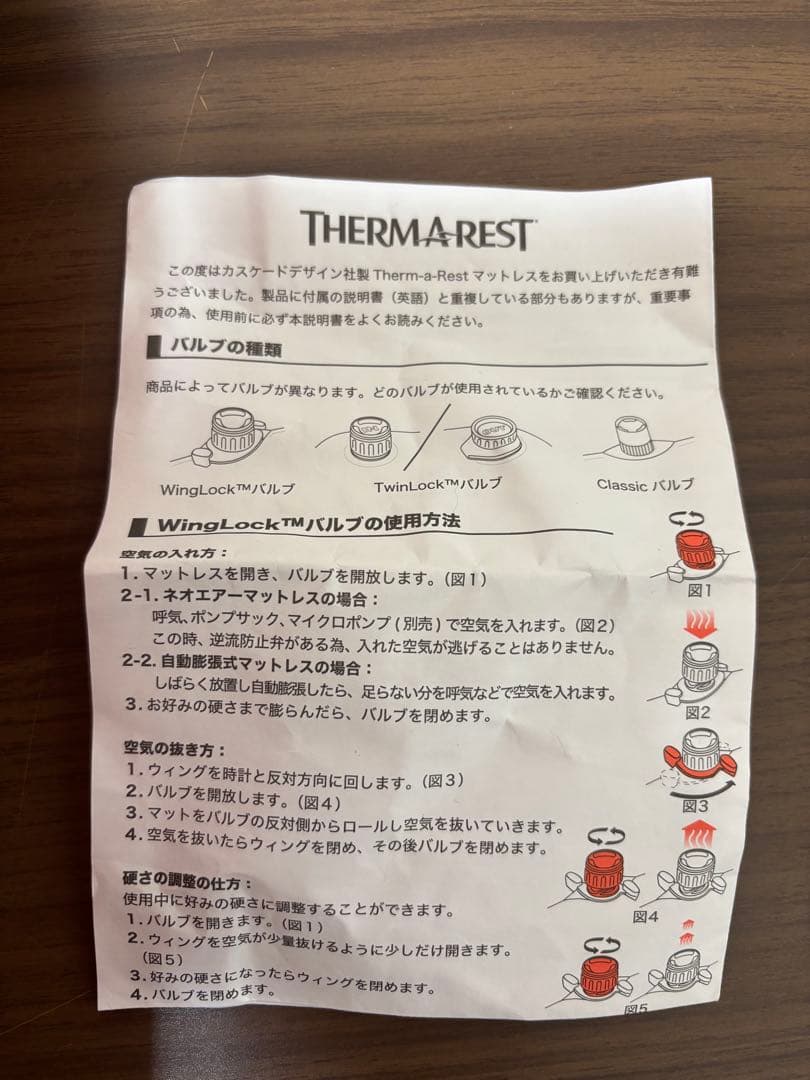 THERMAREST
この度はカスケードデザイン社製 Therm-a-Rest マットレスをお買い上げいただき有難
うございました。製品に付属の説明書（英語）と重複している部分もありますが、重要事
項の為、使用前に必ず本説明書をよくお読みください。
バルブの種類
商品によってバルブが異なります。どのバルブが使用されているかご確認ください。
WingLock™バルブ
TwinLock™バルブ
Classic バルブ
WingLock™バルブの使用方法
空気の入れ方：
1. マットレスを開き、バルブを開放します。（図1）
2-1. ネオエアーマットレスの場合：
呼気、ポンプサック、マイクロポンプ(別売)で空気を入れます。（図2）
この時、逆流防止弁がある為、入れた空気が逃げることはありません。
2-2. 自動膨張式マットレスの場合：
しばらく放置し自動膨張したら、足らない分を呼気などで空気を入れます。
3. お好みの硬さまで膨らんだら、バルブを閉めます。
図1
図2
空気の抜き方：
1. ウィングを時計と反対方向に回します。（図3）
2. バルブを開放します。（図4）
3. マットをバルブの反対側からロールし空気を抜いていきます。
4. 空気を抜いたらウィングを閉め、その後バルブを閉めます。
図3
図4
硬さの調整の仕方：
使用中に好みの硬さに調整することができます。
1. バルブを開きます。（図1）
2. ウィングを空気が少量抜けるように少しだけ開きます。
（図5）
3. 好みの硬さになったらウィングを閉めます。
4. バルブを閉めます。
図5